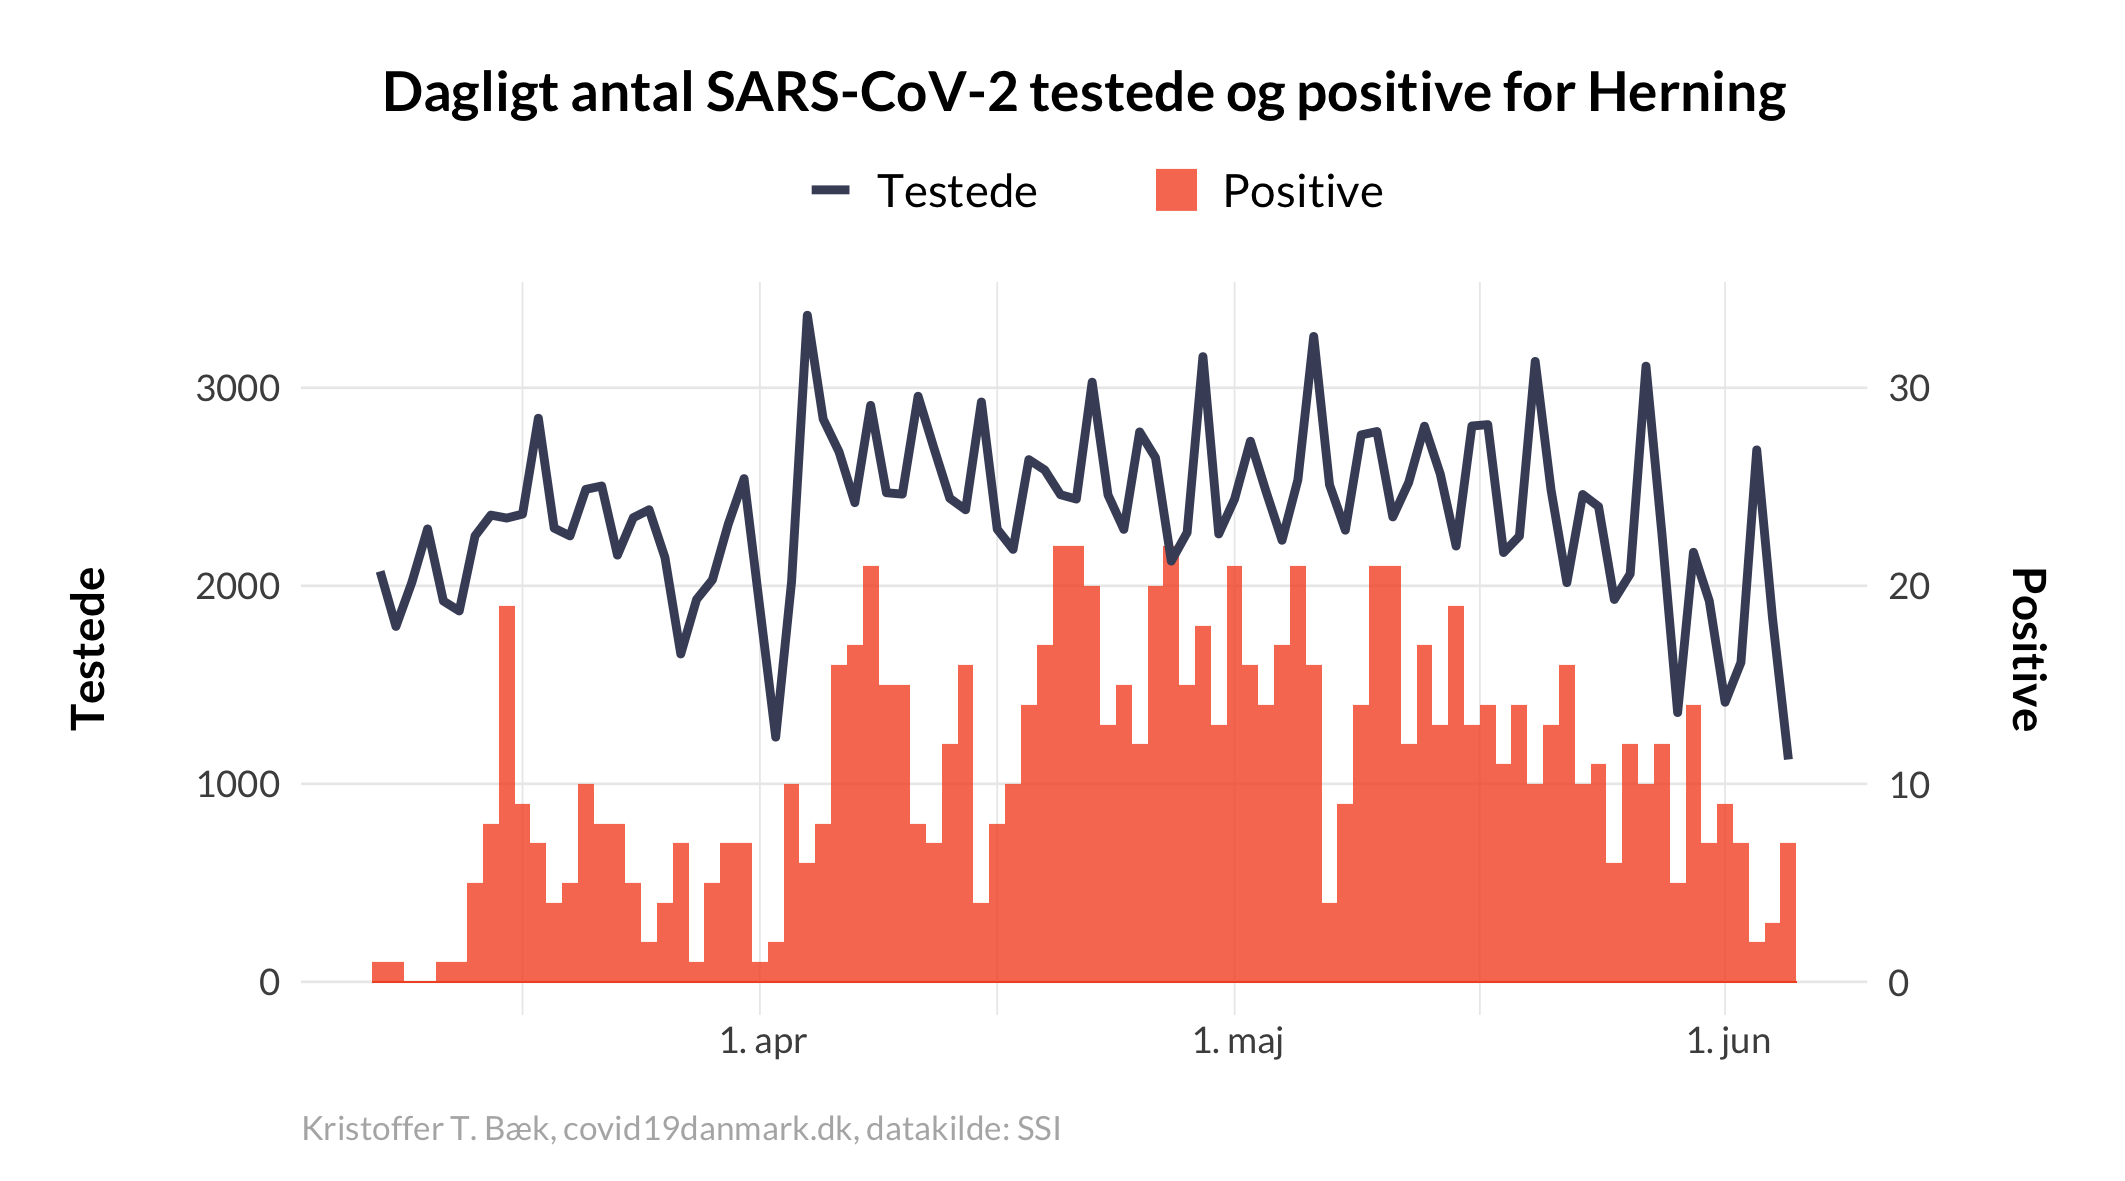 Dagligt antal SARS-CoV-2 testede og positive for Herning
Testede Positive
3000 30
2000 20
1000 10
0 0
Testede
Positive
1. apr 1. maj 1. jun
Kristoffer T. Bæk, covid19danmark.dk, datakilde: SSI